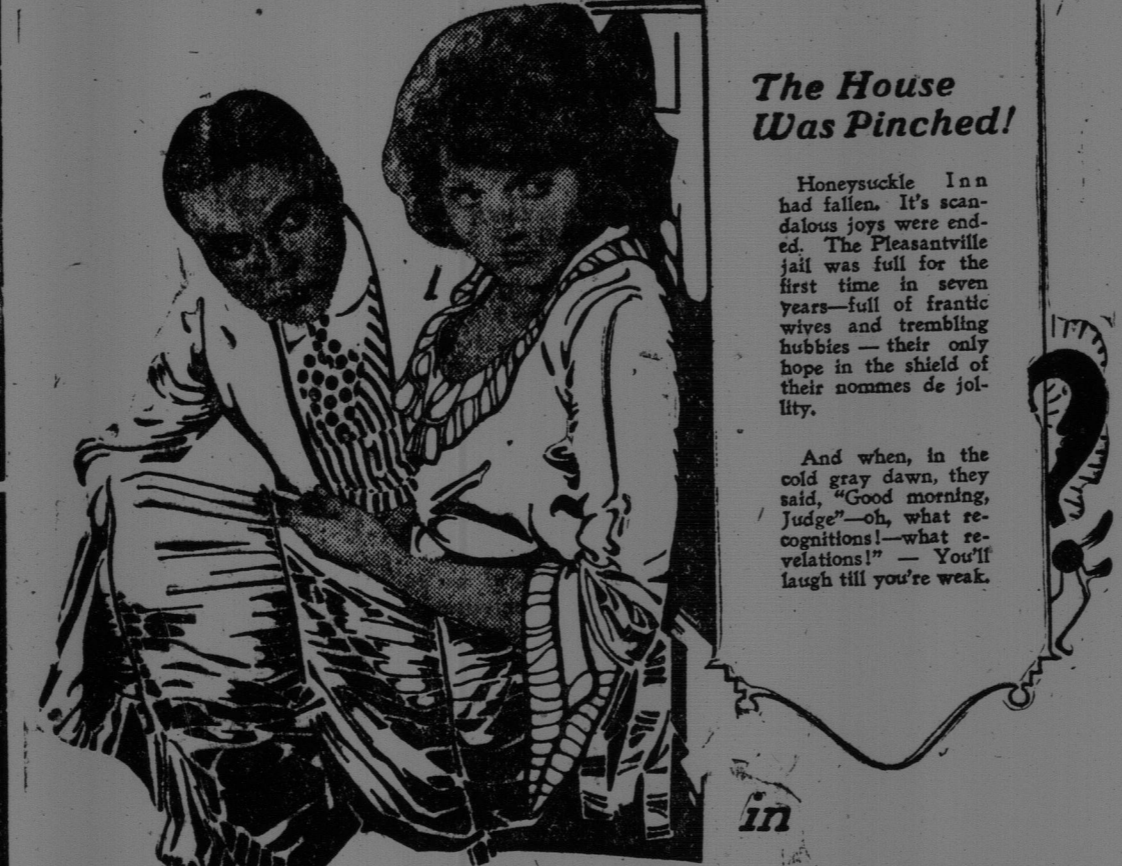 The House
Was Pinched!
Honeysuckle Inn
had fallen. It's scan-
dalous joys were end-
ed. The Pleasantville
jail was full for the
first time in seven
years—full of frantic
wives and trembling
hubbies — their only
hope in the shield of
their nommes de jol-
lity.
And when, in the
cold gray dawn, they
said, "Good morning,
Judge"—oh, what re-
cognitions!—what re-
velations!" — You'll
laugh till you're weak.
in